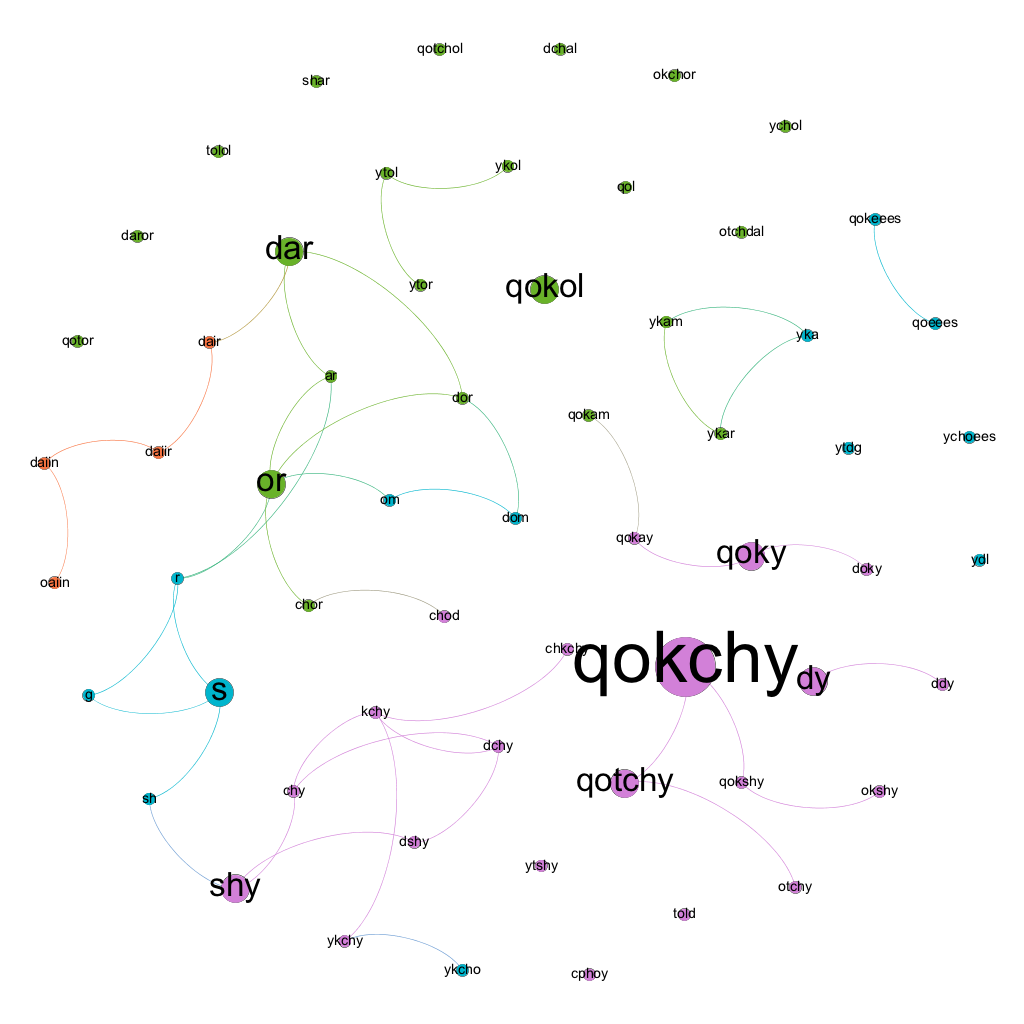 qotchol
dchal
okchor
shar
ychol
tolol
ykol
ytol
qol
qokeees
otchdal
daror
dar
ytor
qokol
ykam
qoeees
yka
qotor
dair
ar
dor
qokam
ykar
ychoees
ytdg
daiir
daiin
or
om
dom
qokay
qoky
doky
ydl
oaiin
r
chor
chod
chkchy
qokchy
dy
ddy
g
s
kchy
dchy
qotchy
qokshy
okshy
chy
sh
dshy
ytshy
otchy
shy
told
ykchy
ykcho
cphoy